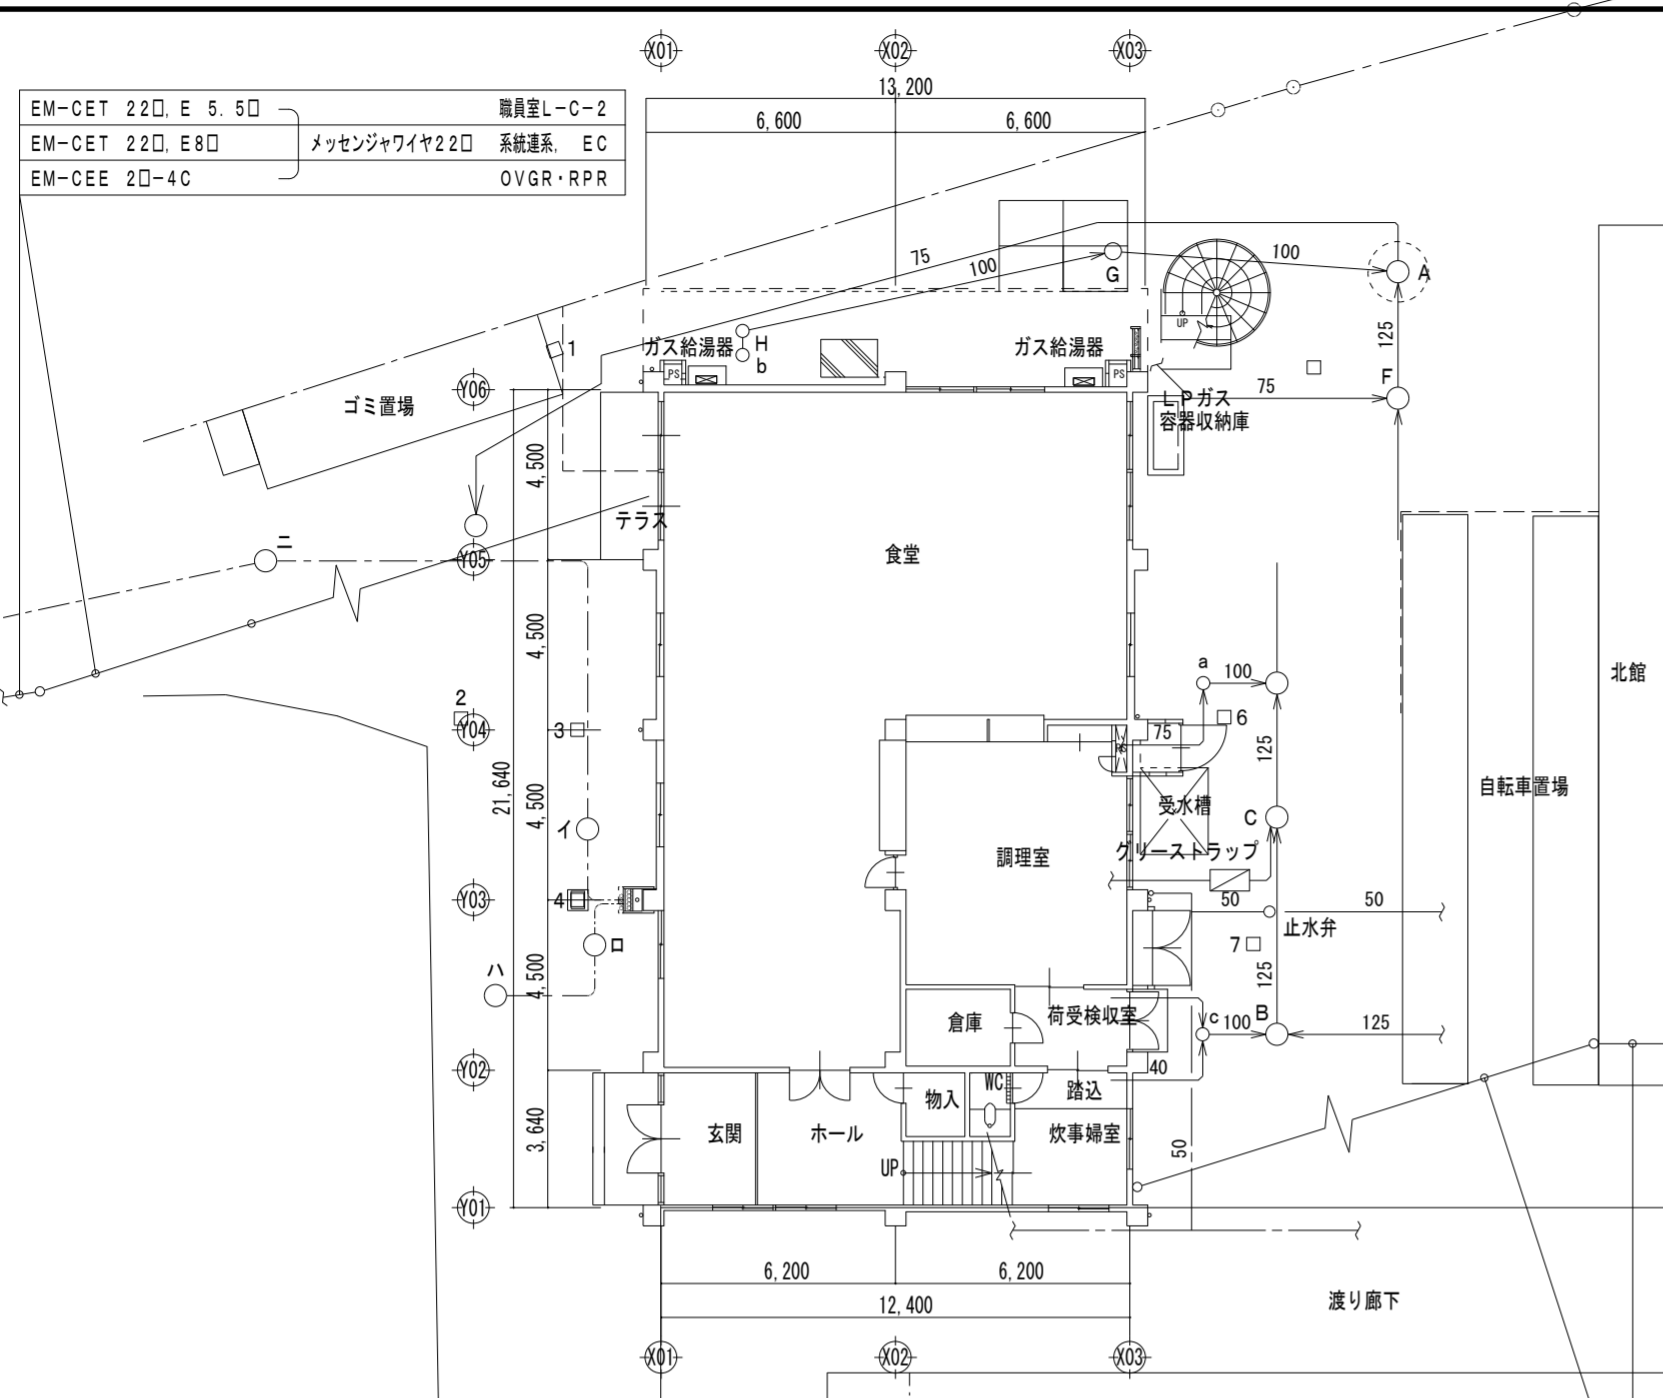 X01
X02
X03
13,200
6,600
6,600
EM-CET 22□, E 5.5□
職員室L-C-2
EM-CET 22□, E8□
メッセンジャワイヤ22□
系統連系, EC
EM-CEE 2□-4C
OVGR・RPR
75
100
G
100
A
UP
125
1
ガス給湯器
H
b
ガス給湯器
PS
PS
F
75
Y06
ゴミ置場
LPガス
容器収納庫
4,500
テラス
ニ
Y05
食堂
4,500
a
100
北館
2
Y04
3
6
75
PS
125
21,640
4,500
自転車置場
受水槽
イ
C
調理室
グリーストラップ
Y03
4
50
50
止水弁
ロ
7
ハ
4,500
125
倉庫
荷受検収室
c
100
B
125
Y02
40
WC
踏込
物入
3,640
玄関
ホール
炊事婦室
50
UP
Y01
6,200
6,200
渡り廊下
12,400
X01
X02
X03